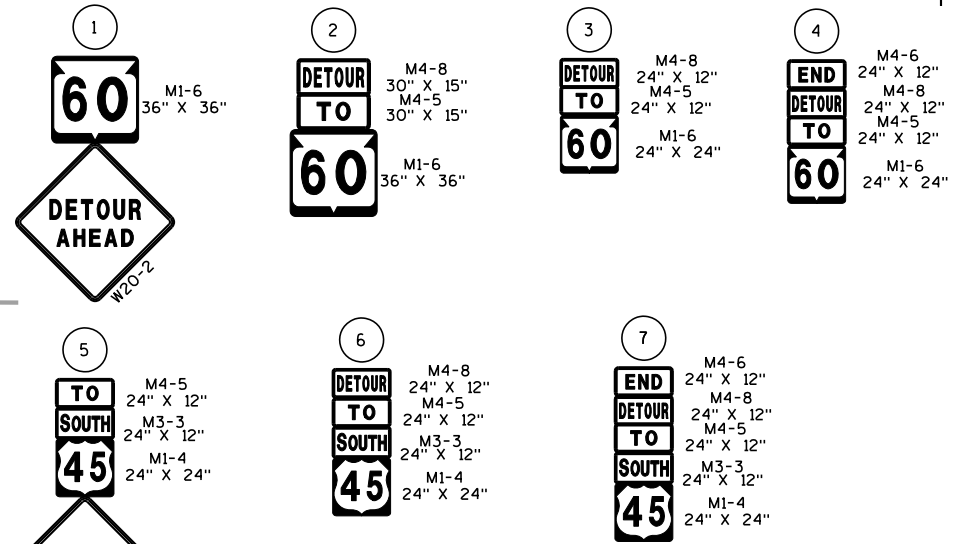 1
60
M1-6
36" X 36"
DETOUR
AHEAD
W20-2
2
DETOUR
M4-8
30" X 15"
TO
M4-5
30" X 15"
60
M1-6
36" X 36"
3
DETOUR
M4-8
24" X 12"
TO
M4-5
24" X 12"
60
M1-6
24" X 24"
4
END
M4-6
24" X 12"
DETOUR
M4-8
24" X 12"
TO
M4-5
24" X 12"
60
M1-6
24" X 24"
5
TO
M4-5
24" X 12"
SOUTH
M3-3
24" X 12"
45
M1-4
24" X 24"
6
DETOUR
M4-8
24" X 12"
TO
M4-5
24" X 12"
SOUTH
M3-3
24" X 12"
45
M1-4
24" X 24"
7
END
M4-6
24" X 12"
DETOUR
M4-8
24" X 12"
TO
M4-5
24" X 12"
SOUTH
M3-3
24" X 12"
45
M1-4
24" X 24"